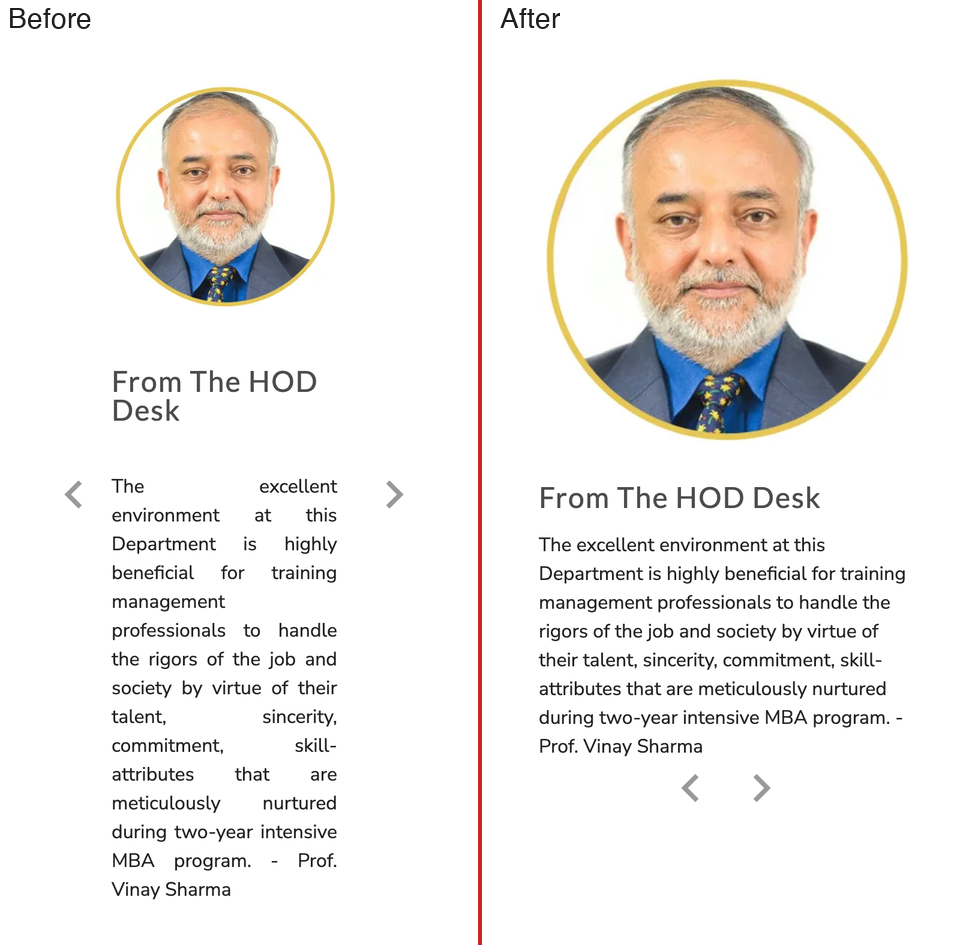 Before
From The HOD
Desk
The excellent
environment at this
Department is highly
beneficial for training
management
professionals to handle
the rigors of the job and
society by virtue of their
talent, sincerity,
commitment, skill-
attributes that are
meticulously nurtured
during two-year intensive
MBA program. - Prof.
Vinay Sharma
After
From The HOD Desk
The excellent environment at this
Department is highly beneficial for training
management professionals to handle the
rigors of the job and society by virtue of
their talent, sincerity, commitment, skill-
attributes that are meticulously nurtured
during two-year intensive MBA program. -
Prof. Vinay Sharma